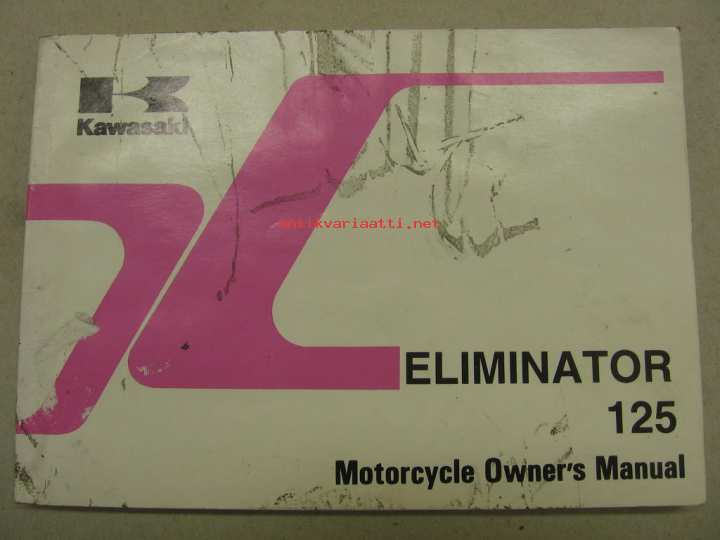 Kawasaki
antikvariaatti.net
ELIMINATOR
125
Motorcycle Owner's Manual